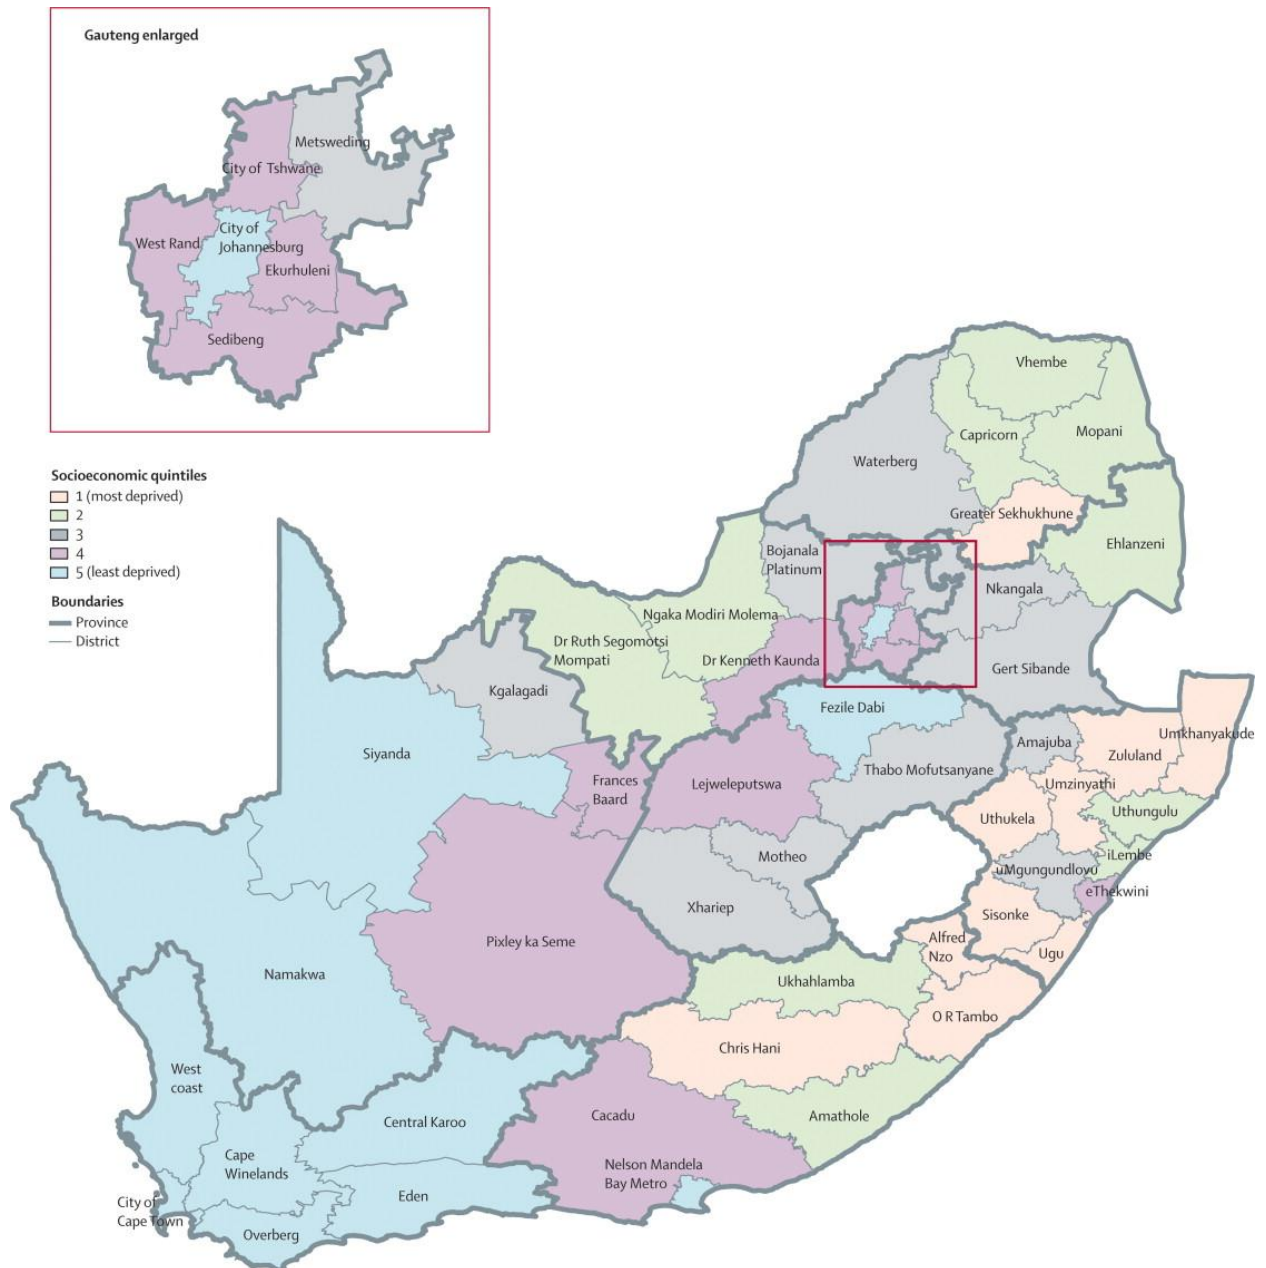 Gauteng enlarged
Metsweding
City of Tshwane
City of
Johannesburg
West Rand
Ekurhuleni
Sedibeng
Socioeconomic quintiles
1 (most deprived)
2
3
4
5 (least deprived)
Boundaries
Province
District
Vhembe
Capricorn
Mopani
Waterberg
Greater Sekhukhune
Ehlanzeni
Bojanala
Platinum
Nkangala
Ngaka Modiri Molema
Dr Ruth Segomotsi
Mompati
Dr Kenneth Kaunda
Gert Sibande
Kgalagadi
Fezile Dabi
Siyanda
Frances
Baard
Lejweleputswa
Thabo Mofutsanyane
Amajuba
Zululand
Umkhanyakude
Umzinyathi
Uthukela
Uthungulu
Motheo
iLembe
uMgungundlovu
eThekwini
Xhariep
Sisonke
Pixley ka Seme
Alfred
Nzo
Ugu
Namakwa
Ukhahlamba
O R Tambo
Chris Hani
West
coast
Cacadu
Amathole
Central Karoo
Cape
Winelands
Nelson Mandela
Bay Metro
Eden
City of
Cape Town
Overberg